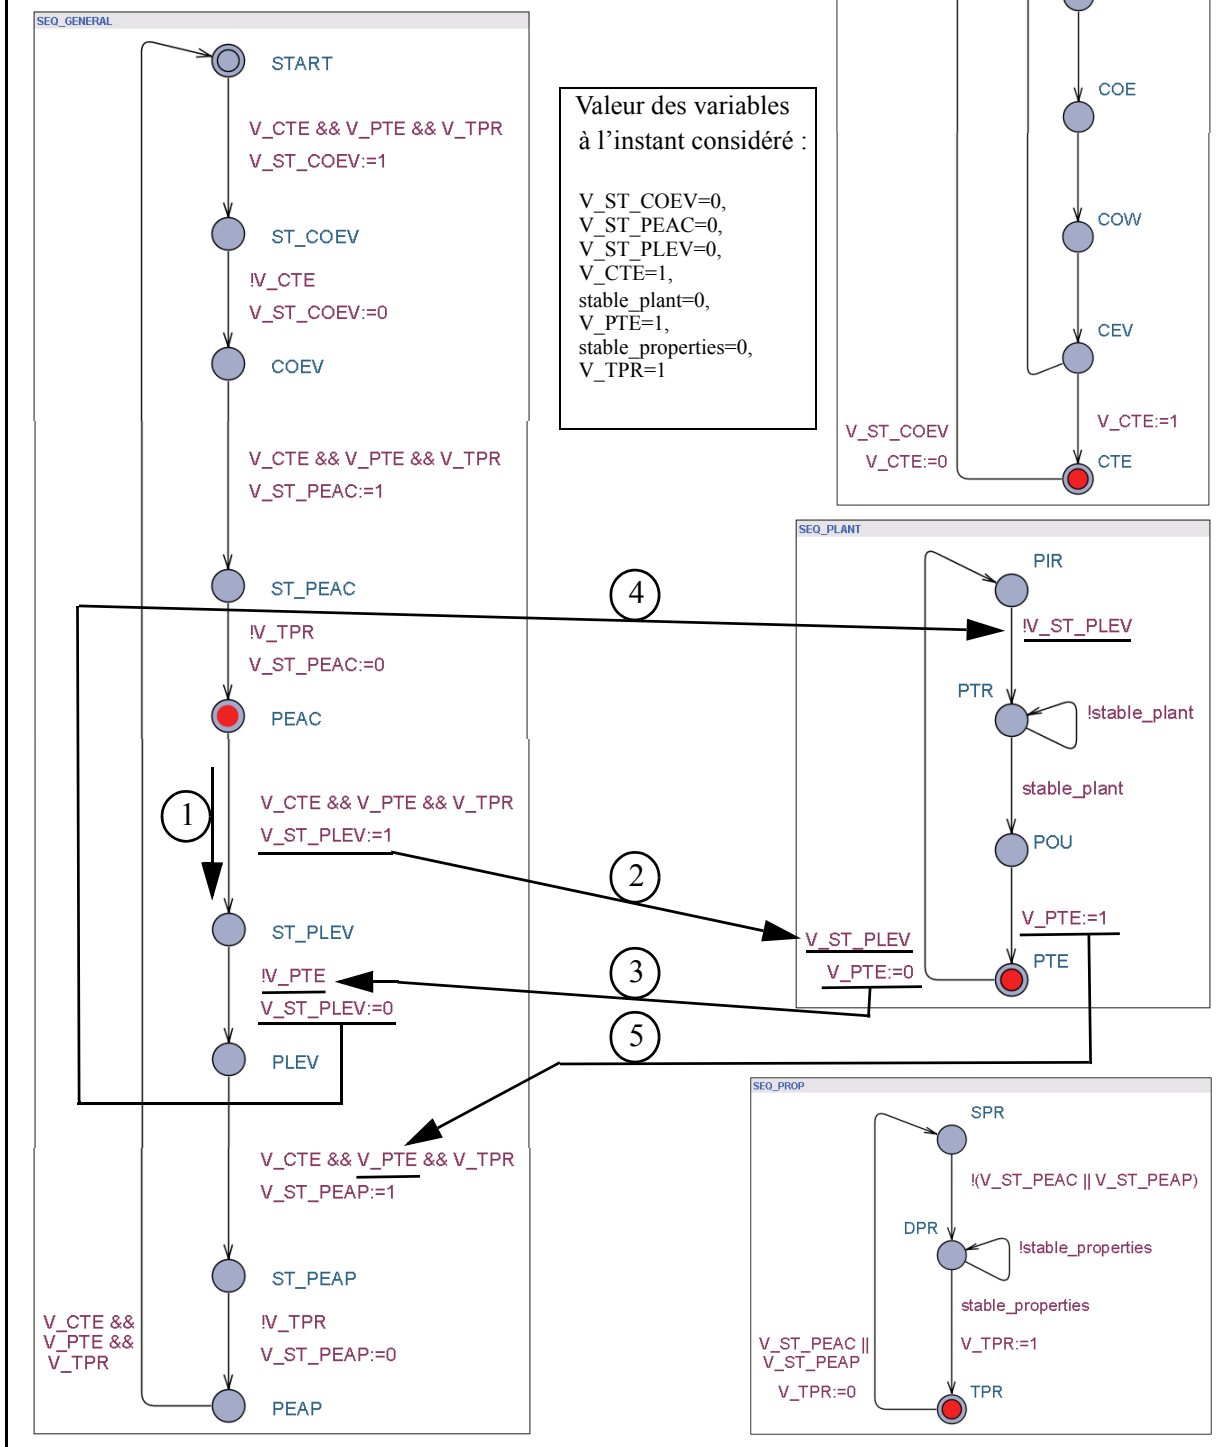 SEQ_GENERAL
START
V_CTE && V_PTE && V_TPR
V_ST_COEV:=1
ST_COEV
!V_CTE
V_ST_COEV:=0
COEV
V_CTE && V_PTE && V_TPR
V_ST_PEAC:=1
ST_PEAC
!V_TPR
V_ST_PEAC:=0
PEAC
1
V_CTE && V_PTE && V_TPR
V_ST_PLEV:=1
ST_PLEV
!V_PTE
V_ST_PLEV:=0
PLEV
V_CTE && V_PTE && V_TPR
V_ST_PEAP:=1
ST_PEAP
!V_TPR
V_ST_PEAP:=0
PEAP
V_CTE &&
V_PTE &&
V_TPR
Valeur des variables
à l’instant considéré :
V_ST_COEV=0,
V_ST_PEAC=0,
V_ST_PLEV=0,
V_CTE=1,
stable_plant=0,
V_PTE=1,
stable_properties=0,
V_TPR=1
4
2
3
5
COE
COW
CEV
V_CTE:=1
V_ST_COEV
V_CTE:=0
CTE
SEQ_PLANT
PIR
!V_ST_PLEV
PTR
!stable_plant
stable_plant
POU
V_PTE:=1
V_ST_PLEV
V_PTE:=0
PTE
SEQ_PROP
SPR
!(V_ST_PEAC || V_ST_PEAP)
DPR
!stable_properties
stable_properties
V_TPR:=1
V_ST_PEAC ||
V_ST_PEAP
V_TPR:=0
TPR